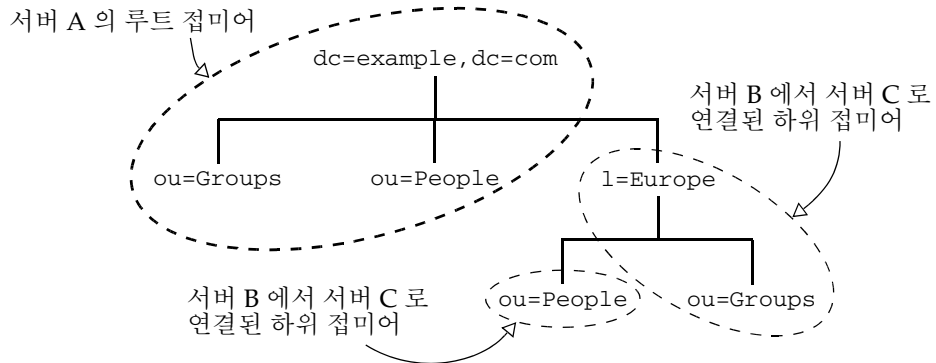 서버 A 의 루트 접미어
dc=example,dc=com
서버 B 에서 서버 C 로
연결된 하위 접미어
ou=Groups
ou=People
l=Europe
서버 B 에서 서버 C 로
연결된 하위 접미어
ou=People
ou=Groups